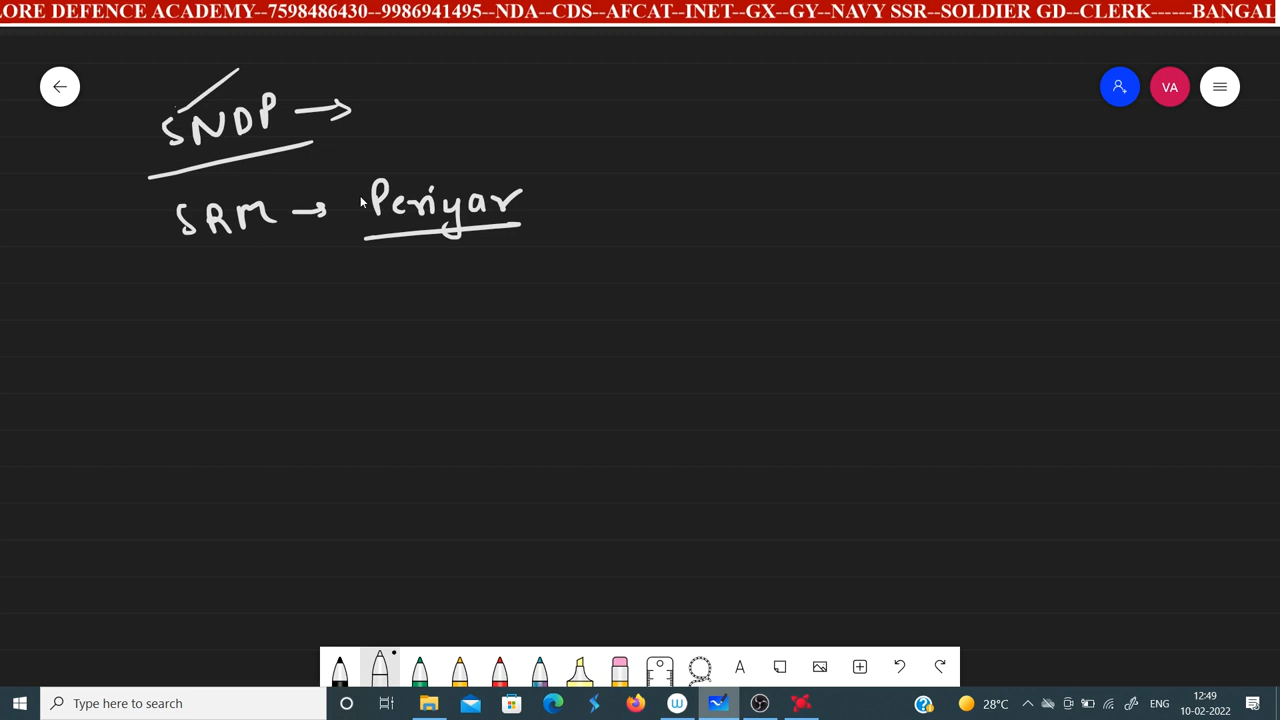 LORE DEFENCE ACADEMY--7598486430--9986941495--NDA--CDS--AFCAT--INET--GX--GY--NAVY SSR--SOLDIER GD--CLERK------BANGAL
VA
SNDP →
SRM → Periyar
A
Type here to search
28°C
ENG
12:49
10-02-2022